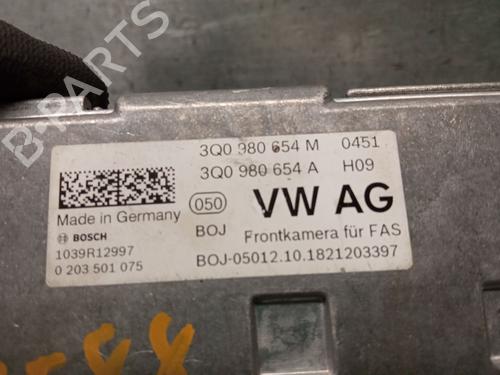 3Q0 980 654 M 0451
3Q0 980 654 A H09
050 VW AG
Made in Germany
BOSCH BOJ Frontkamera für FAS
1039R12997
0 203 501 075 BOJ-05012.10.1821203397
B-PARTS